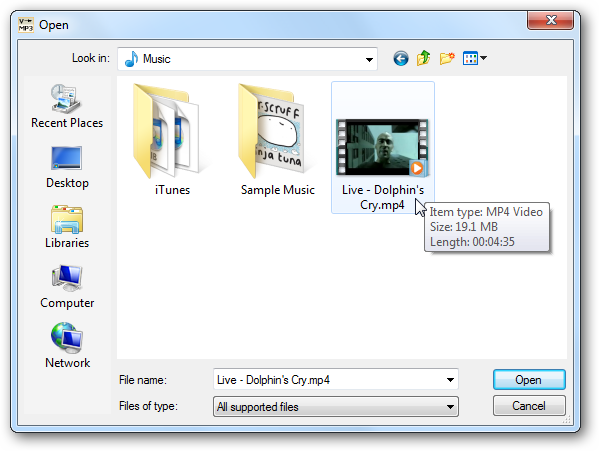 V
MP3
Open
Look in:
Music
Recent Places
Desktop
Libraries
Computer
Network
iTunes
Sample Music
Live - Dolphin's
Cry.mp4
Item type: MP4 Video
Size: 19.1 MB
Length: 00:04:35
File name:
Live - Dolphin's Cry.mp4
Open
Files of type:
All supported files
Cancel